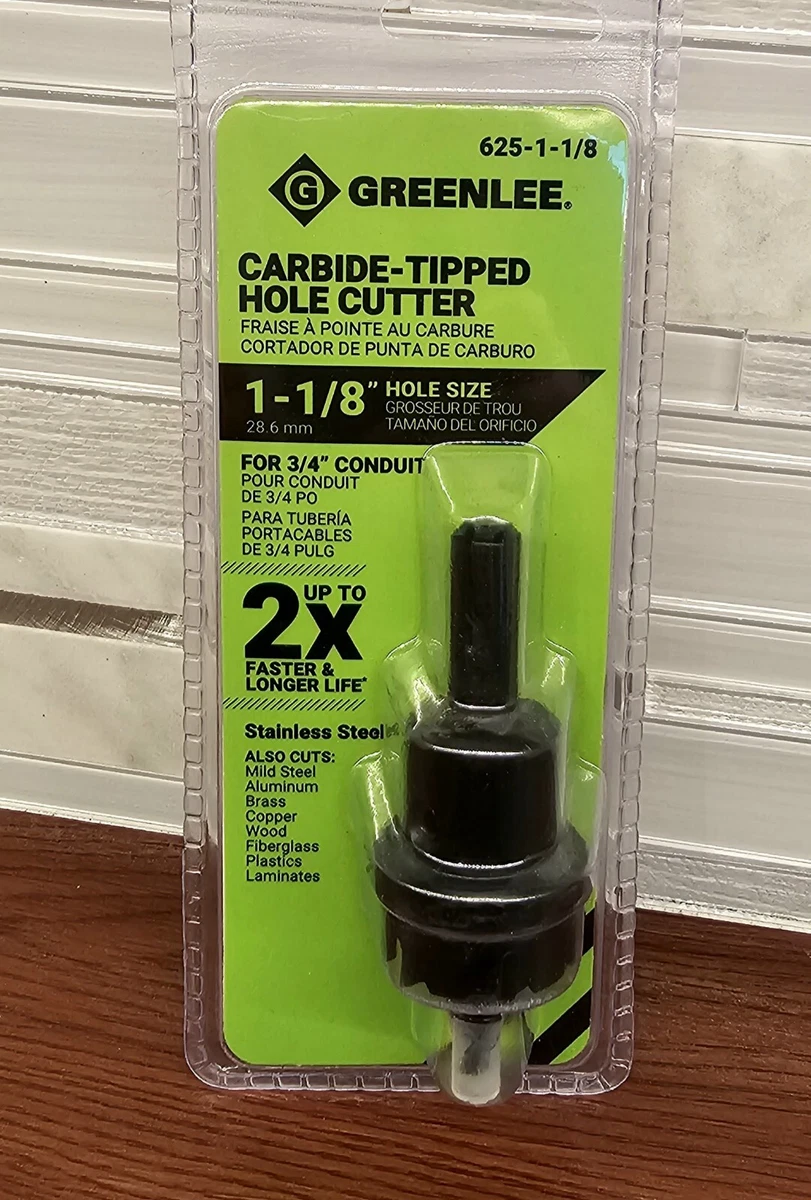 625-1-1/8
G GREENLEE®
CARBIDE-TIPPED
HOLE CUTTER
FRAISE À POINTE AU CARBURE
CORTADOR DE PUNTA DE CARBURO
1-1/8” HOLE SIZE
GROSSEUR DE TROU
28.6 mm TAMAÑO DEL ORIFICIO
FOR 3/4” CONDUIT
POUR CONDUIT
DE 3/4 PO
PARA TUBERÍA
PORTACABLES
DE 3/4 PULG
UP TO
2X
FASTER &
LONGER LIFE*
Stainless Steel
ALSO CUTS:
Mild Steel
Aluminum
Brass
Copper
Wood
Fiberglass
Plastics
Laminates